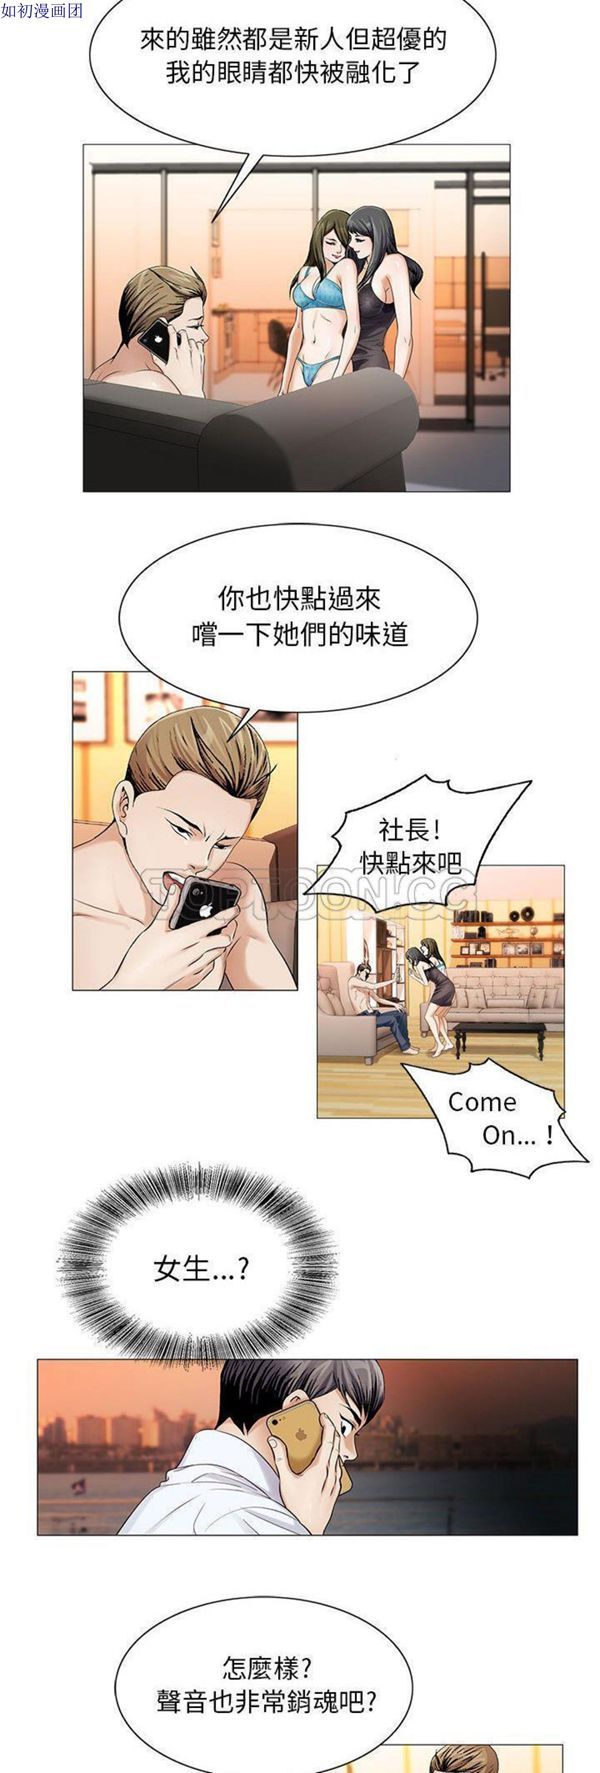 如初漫画团
來的雖然都是新人但超優的
我的眼睛都快被融化了
你也快點過來
嚐一下她們的味道
社長!
快點來吧
TOPTOON.CC
Come
On...!
女生...?
怎麼樣?
聲音也非常銷魂吧?